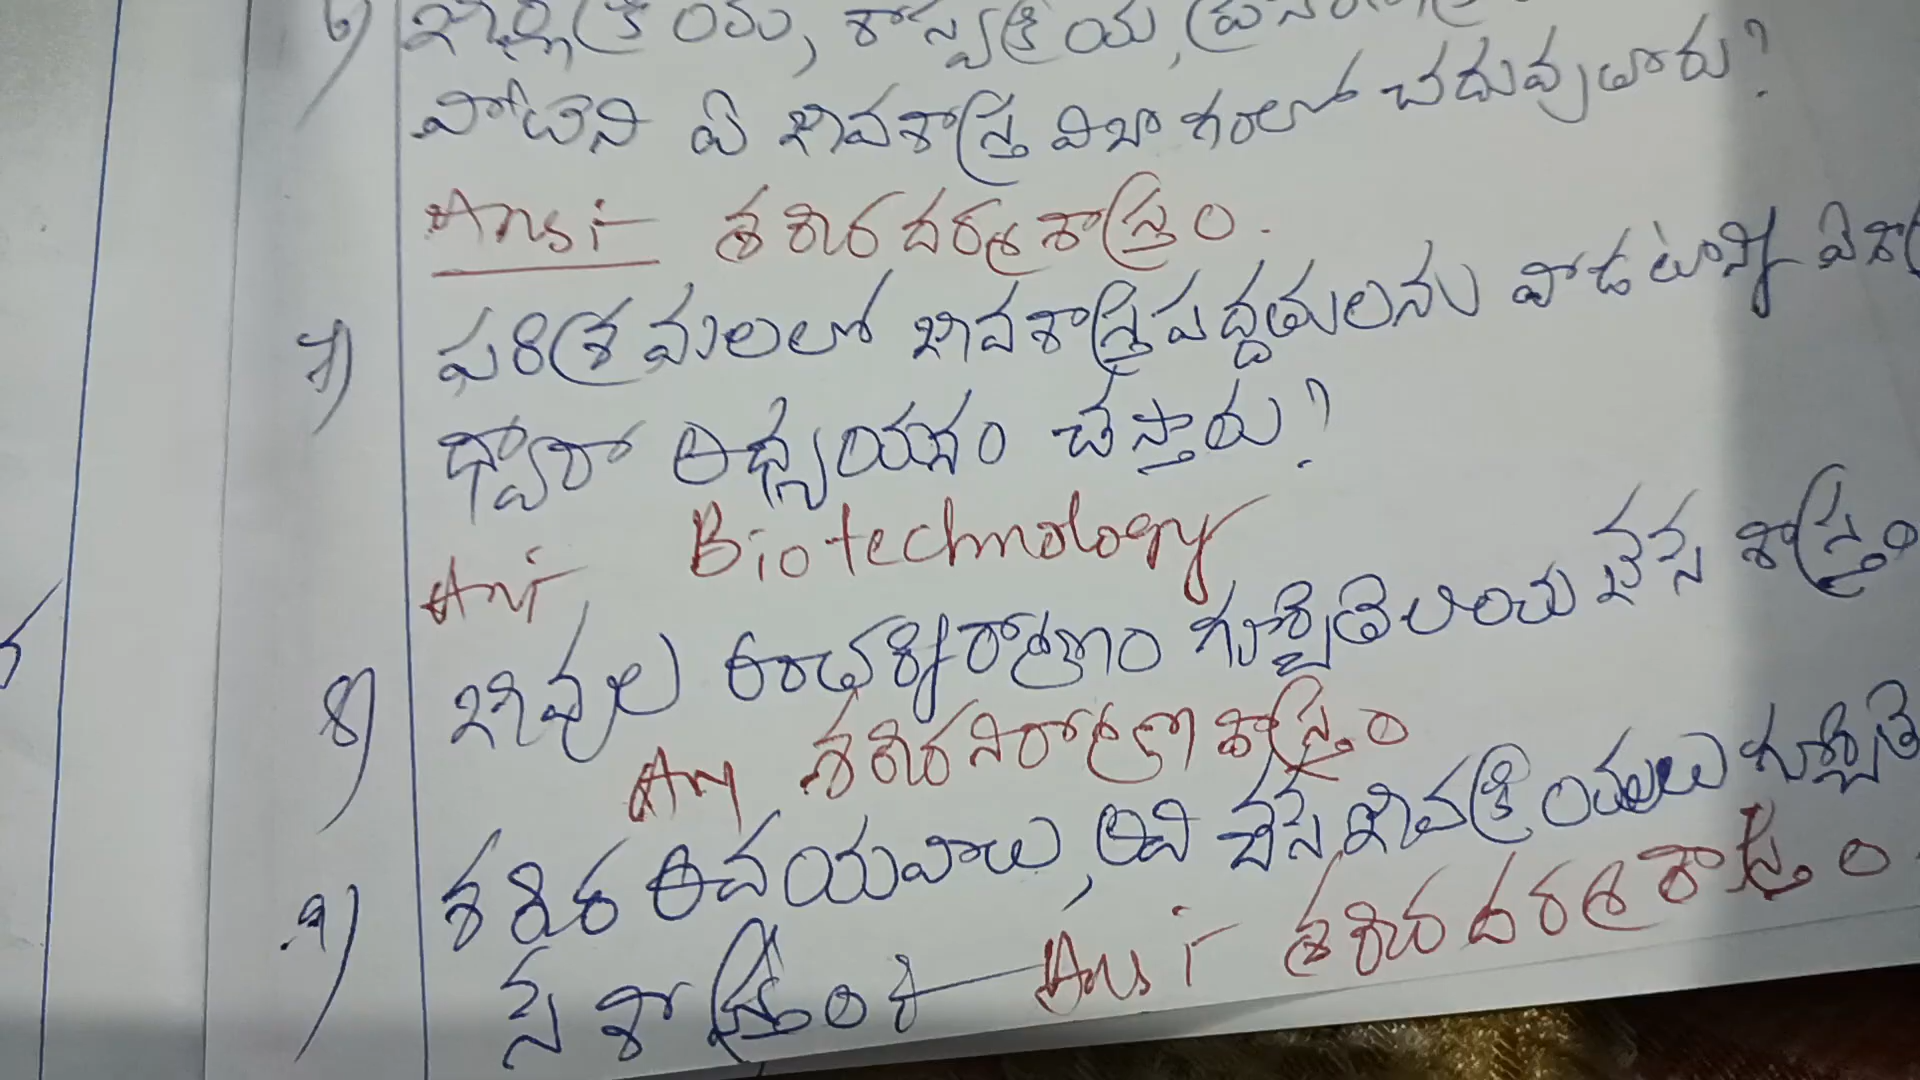 6) జీర్ణక్రియ, శ్వాసక్రియ,
వీటిని ఏ జీవశాస్త్ర విభాగంలో చదువుతారు?
Ans:- శరీరధర్మశాస్త్రం.
7) పరిశ్రమలలో జీవశాస్త్రపద్ధతులను వాడటాన్ని ఏ శా
ద్వారా అధ్యయనం చేస్తారు?
Ans Biotechnology
8) జీవుల అంతర్నిర్మాణం గూర్చి తెలియచేసే శాస్త్రం
Ans శరీరనిర్మాణశాస్త్రం
9) శరీర అవయవాలు, అవి చేసే జీవక్రియలు గూర్చి తె
సే శాస్త్రం :- Ans:- శరీరధర్మశాస్త్రం.